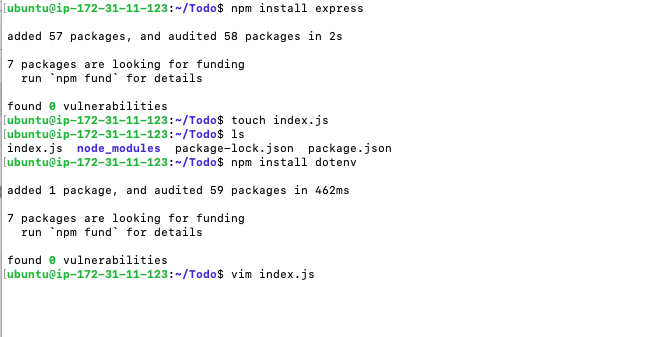 [ubuntu@ip-172-31-11-123:~/Todo$ npm install express
added 57 packages, and audited 58 packages in 2s
7 packages are looking for funding
run `npm fund` for details
found 0 vulnerabilities
[ubuntu@ip-172-31-11-123:~/Todo$ touch index.js
[ubuntu@ip-172-31-11-123:~/Todo$ ls
index.js node_modules package-lock.json package.json
[ubuntu@ip-172-31-11-123:~/Todo$ npm install dotenv
added 1 package, and audited 59 packages in 462ms
7 packages are looking for funding
run `npm fund` for details
found 0 vulnerabilities
[ubuntu@ip-172-31-11-123:~/Todo$ vim index.js